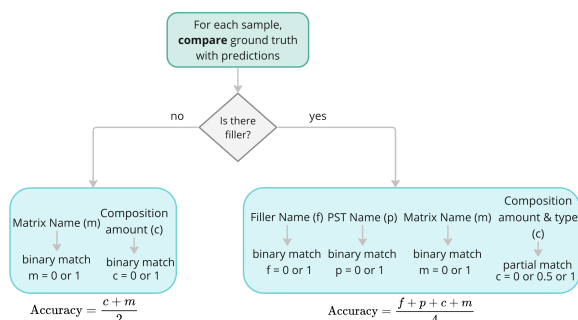 For each sample,
compare ground truth
with predictions
Is there
filler?
no
yes
Matrix Name (m)
binary match
m = 0 or 1
Composition
amount (c)
binary match
c = 0 or 1
Accuracy = \frac{c + m}{2}
Filler Name (f)
binary match
f = 0 or 1
PST Name (p)
binary match
p = 0 or 1
Matrix Name (m)
binary match
m = 0 or 1
Composition
amount & type
(c)
partial match
c = 0 or 0.5 or 1
Accuracy = \frac{f + p + c + m}{4}